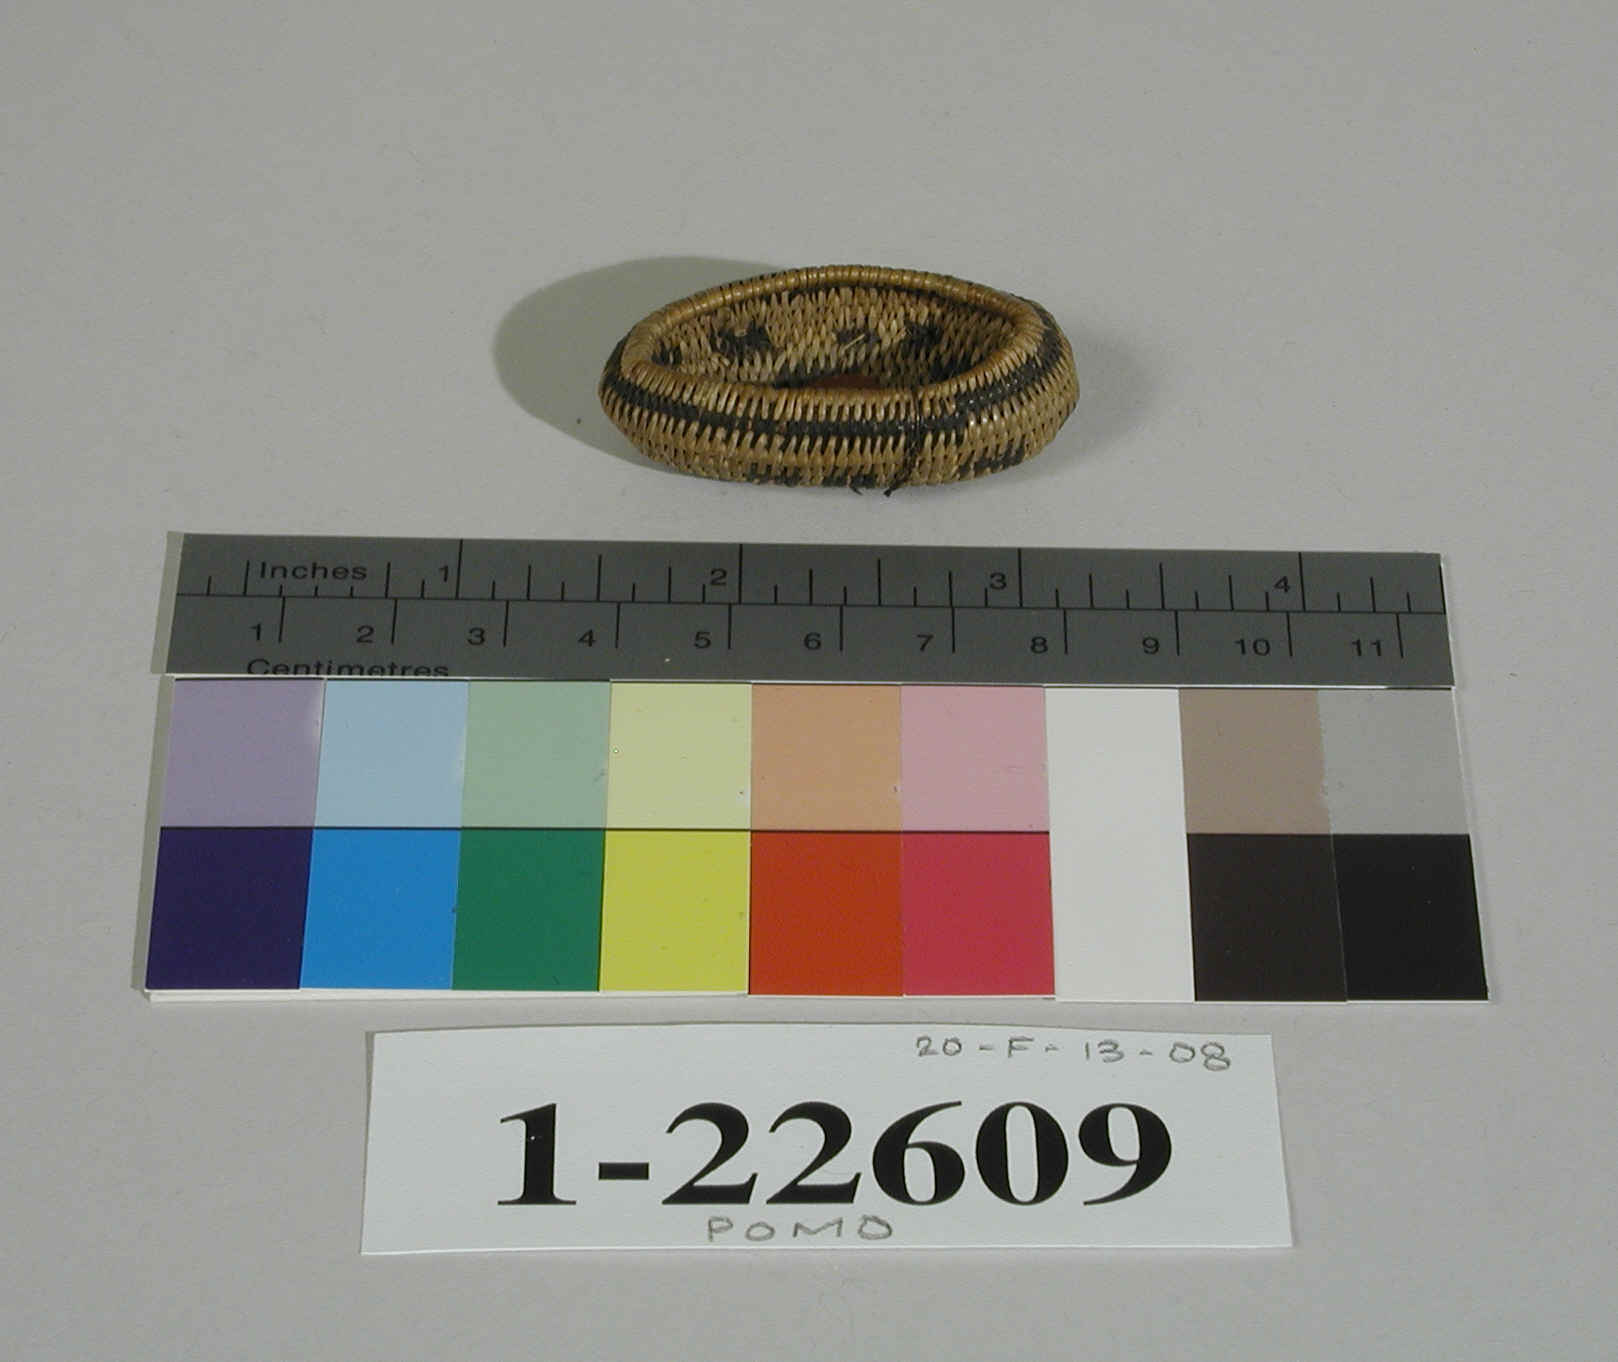 Inches 1 2 3 4
1 2 3 4 5 6 7 8 9 10 11
Centimetres
20-F-13-08
1-22609
POMO